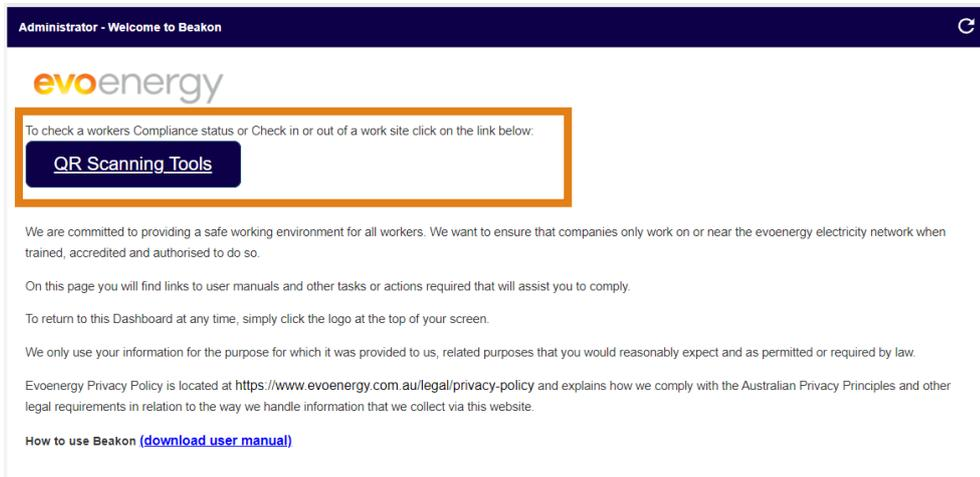 Administrator - Welcome to Beakon
evoenergy
To check a workers Compliance status or Check in or out of a work site click on the link below:
QR Scanning Tools
We are committed to providing a safe working environment for all workers. We want to ensure that companies only work on or near the evoenergy electricity network when
trained, accredited and authorised to do so.
On this page you will find links to user manuals and other tasks or actions required that will assist you to comply.
To return to this Dashboard at any time, simply click the logo at the top of your screen.
We only use your information for the purpose for which it was provided to us, related purposes that you would reasonably expect and as permitted or required by law.
Evoenergy Privacy Policy is located at https://www.evoenergy.com.au/legal/privacy-policy and explains how we comply with the Australian Privacy Principles and other
legal requirements in relation to the way we handle information that we collect via this website.
How to use Beakon (download user manual)